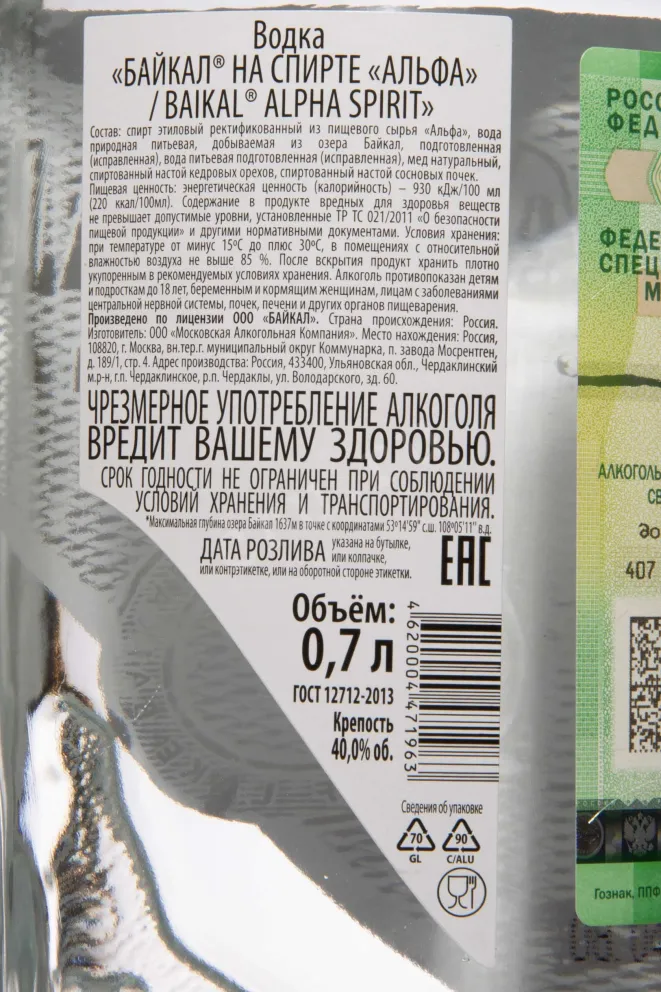 Водка
«БАЙКАЛ® НА СПИРТЕ «АЛЬФА»
/ BAIKAL® ALPHA SPIRIT»
Состав: спирт этиловый ректификованный из пищевого сырья «Альфа», вода
природная питьевая, добываемая из озера Байкал, подготовленная
(исправленная), вода питьевая подготовленная (исправленная), мед натуральный,
спиртованный настой кедровых орехов, спиртованный настой сосновых почек.
Пищевая ценность: энергетическая ценность (калорийность) – 930 кДж/100 мл
(220 ккал/100мл). Содержание в продукте вредных для здоровья веществ
не превышает допустимые уровни, установленные ТР ТС 021/2011 «О безопасности
пищевой продукции» и другими нормативными документами. Условия хранения:
при температуре от минус 15°С до плюс 30°С, в помещениях с относительной
влажностью воздуха не выше 85 %. После вскрытия продукт хранить плотно
укупоренным в рекомендуемых условиях хранения. Алкоголь противопоказан детям
и подросткам до 18 лет, беременным и кормящим женщинам, лицам с заболеваниями
центральной нервной системы, почек, печени и других органов пищеварения.
Произведено по лицензии ООО «БАЙКАЛ». Страна происхождения: Россия.
Изготовитель: ООО «Московская Алкогольная Компания». Место нахождения: Россия,
108820, г. Москва, вн.тер.г. муниципальный округ Коммунарка, п. завода Мосрентген,
д. 189/1, стр. 4. Адрес производства: Россия, 433400, Ульяновская обл., Чердаклинский
м.р-н, г.п. Чердаклинское, р.п. Чердаклы, ул. Володарского, зд. 60.
ЧРЕЗМЕРНОЕ УПОТРЕБЛЕНИЕ АЛКОГОЛЯ
ВРЕДИТ ВАШЕМУ ЗДОРОВЬЮ.
СРОК ГОДНОСТИ НЕ ОГРАНИЧЕН ПРИ СОБЛЮДЕНИИ
УСЛОВИЙ ХРАНЕНИЯ И ТРАНСПОРТИРОВАНИЯ.
*Максимальная глубина озера Байкал 1637м в точке с координатами 53°14'59" с.ш. 108°05'11" в.д.
ДАТА РОЗЛИВА указана на бутылке,
или колпачке,
или контрэтикетке, или на оборотной стороне этикетки.
ЕАС
Объём:
0,7 л
ГОСТ 12712-2013
Крепость
40,0% об.
4620004471963
Сведения об упаковке
70
GL
90
C/ALU
РОСС
ФЕД
ФЕДЕ
СПЕЦ
М
АЛКОГОЛЬ
СВ
до
407
Гознак, ППФ